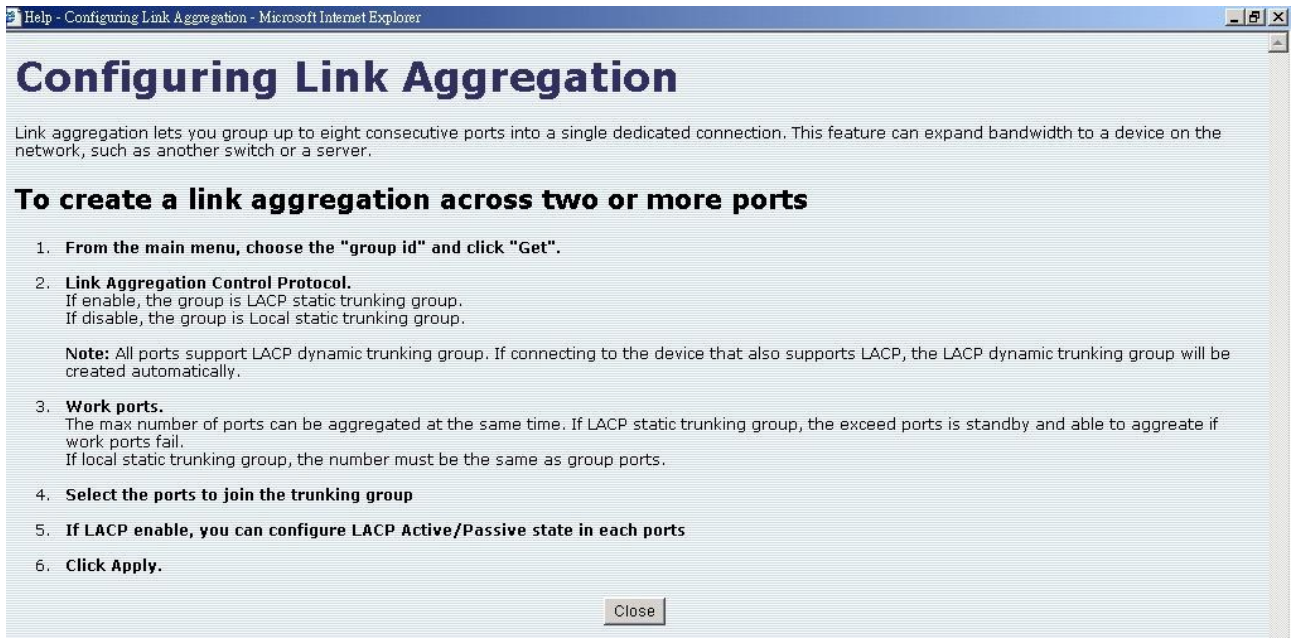 Help - Configuring Link Aggregation - Microsoft Internet Explorer
Configuring Link Aggregation
Link aggregation lets you group up to eight consecutive ports into a single dedicated connection. This feature can expand bandwidth to a device on the
network, such as another switch or a server.
To create a link aggregation across two or more ports
1. From the main menu, choose the "group id" and click "Get".
2. Link Aggregation Control Protocol.
If enable, the group is LACP static trunking group.
If disable, the group is Local static trunking group.
Note: All ports support LACP dynamic trunking group. If connecting to the device that also supports LACP, the LACP dynamic trunking group will be
created automatically.
3. Work ports.
The max number of ports can be aggregated at the same time. If LACP static trunking group, the exceed ports is standby and able to aggreate if
work ports fail.
If local static trunking group, the number must be the same as group ports.
4. Select the ports to join the trunking group
5. If LACP enable, you can configure LACP Active/Passive state in each ports
6. Click Apply.
Close